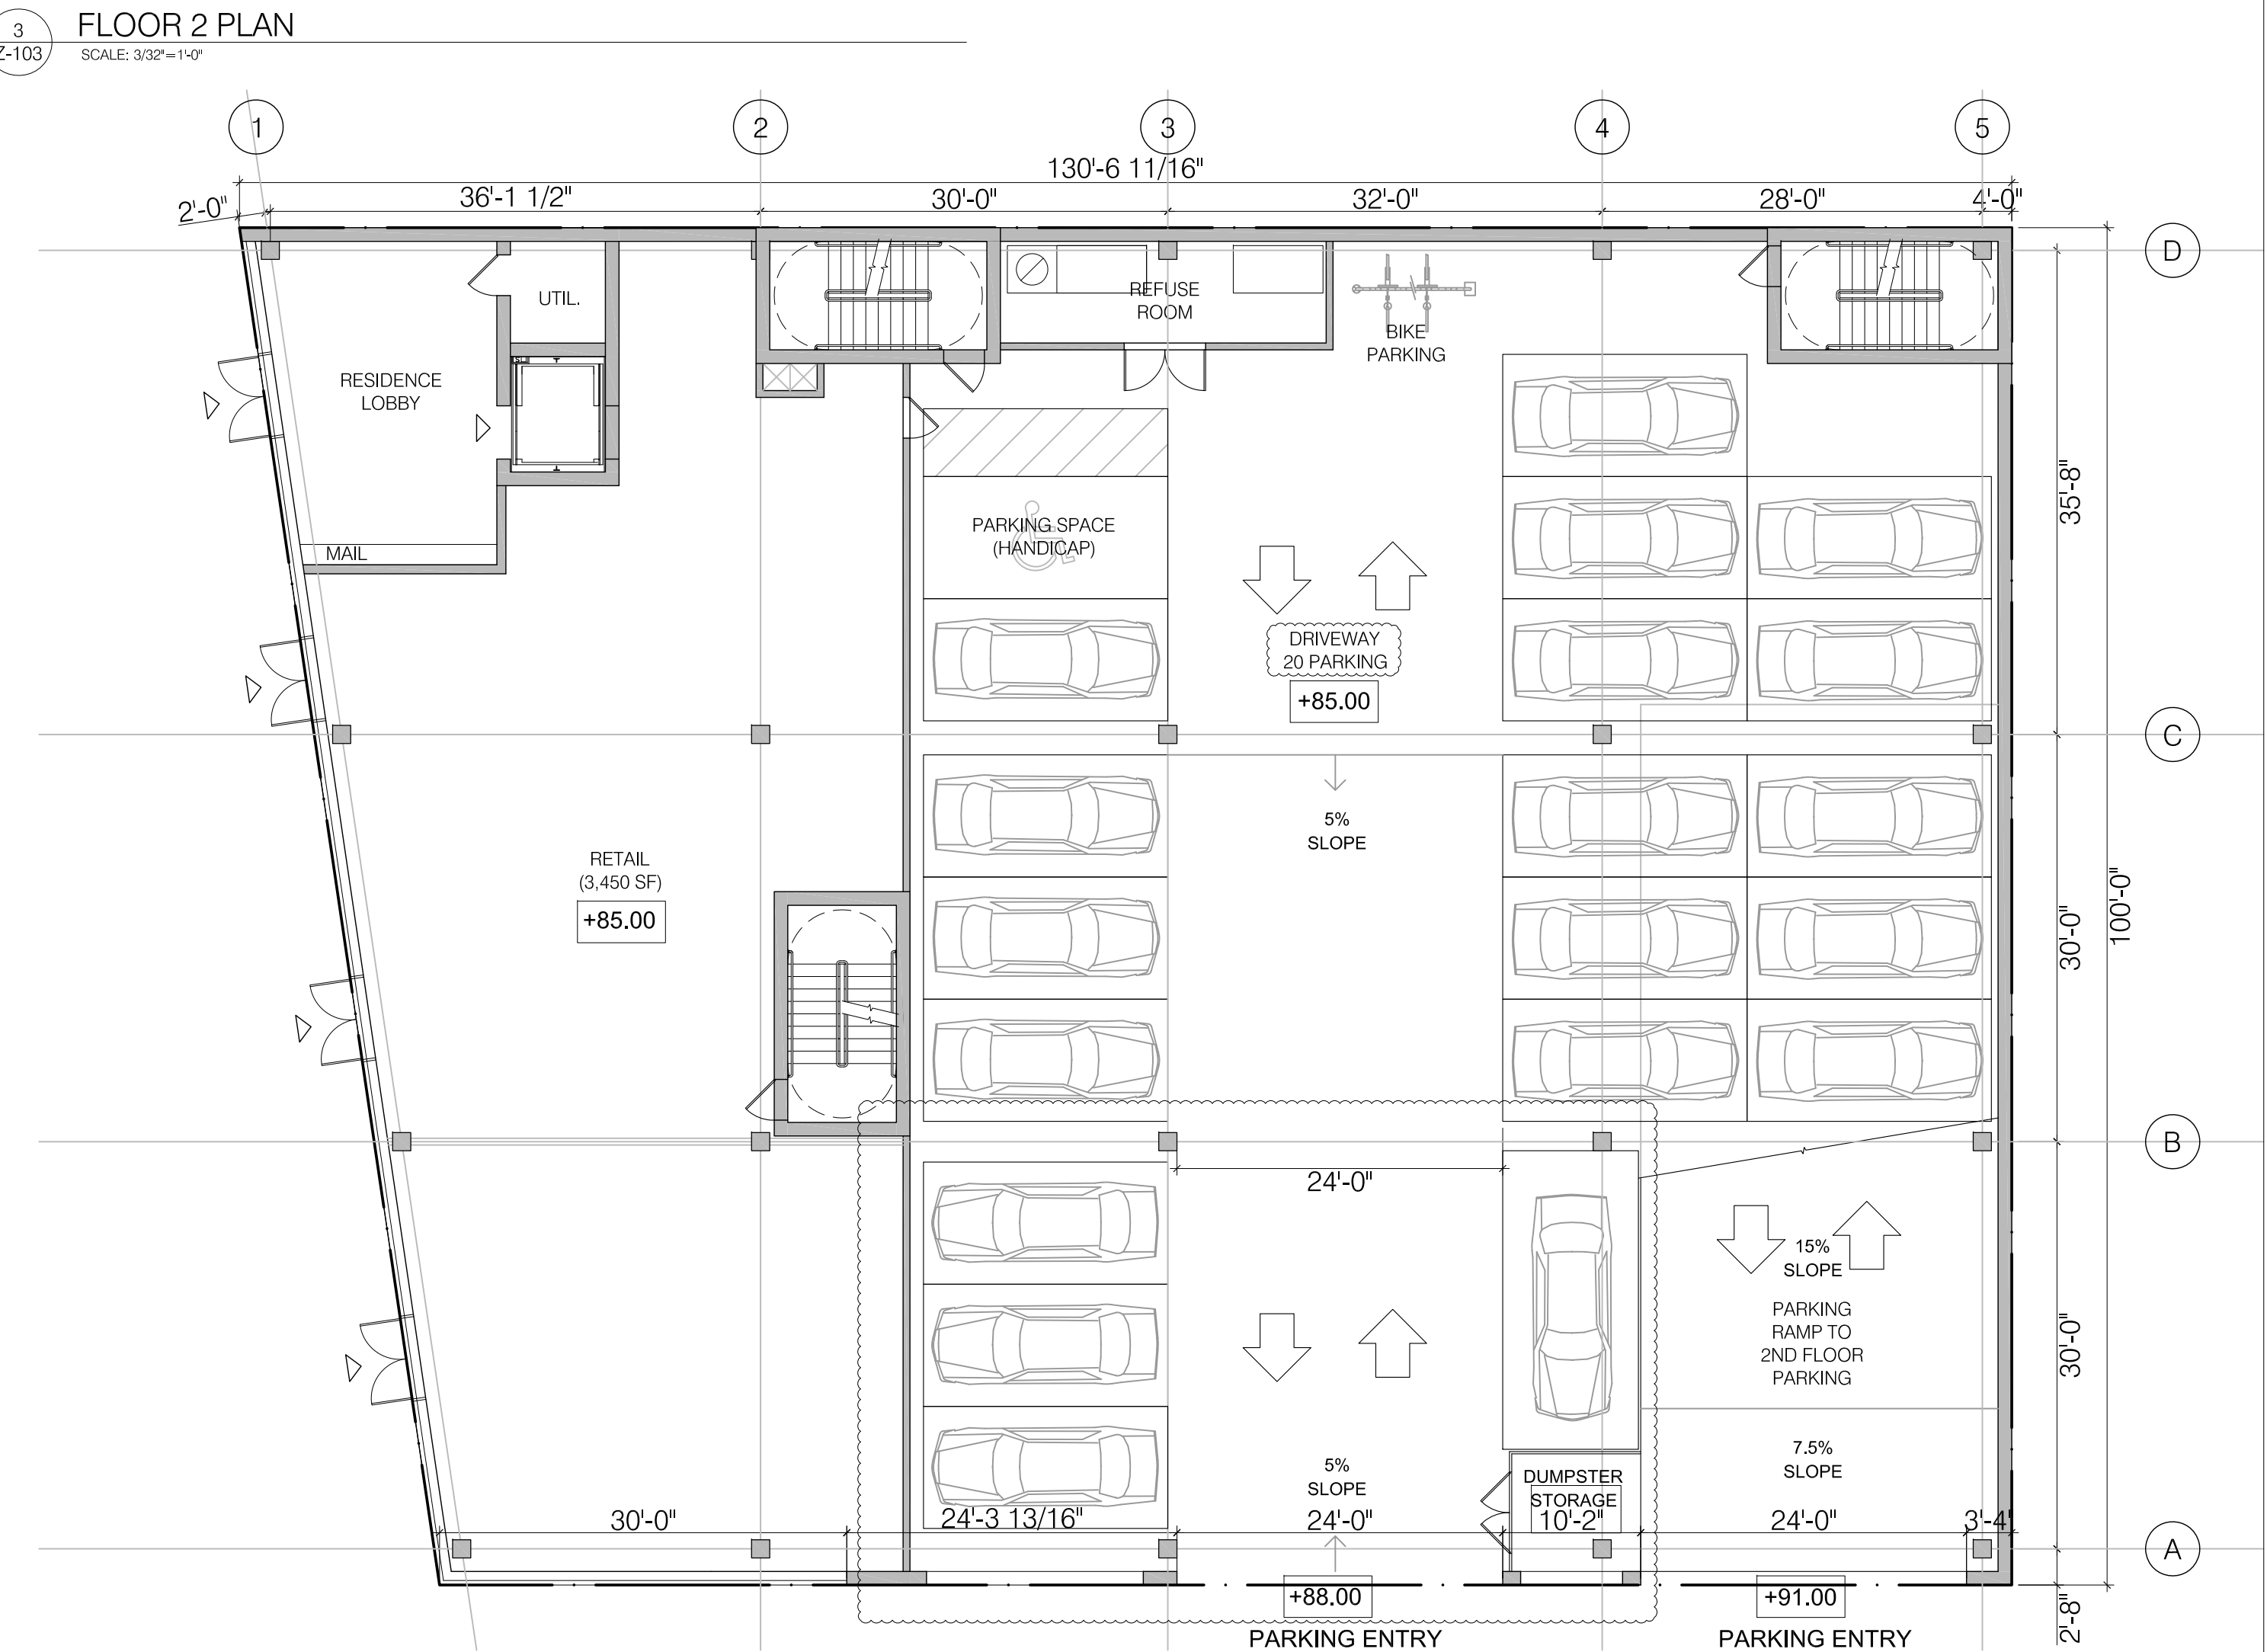 3
Z-103
FLOOR 2 PLAN
SCALE: 3/32"=1'-0"
1
2
3
4
5
130'-6 11/16"
2'-0"
36'-1 1/2"
30'-0"
32'-0"
28'-0"
4'-0"
D
UTIL.
REFUSE
ROOM
BIKE
PARKING
RESIDENCE
LOBBY
35'-8"
PARKING SPACE
(HANDICAP)
MAIL
DRIVEWAY
20 PARKING
+85.00
C
5%
SLOPE
RETAIL
(3,450 SF)
+85.00
30'-0"
100'-0"
B
24'-0"
15%
SLOPE
PARKING
RAMP TO
2ND FLOOR
PARKING
30'-0"
7.5%
SLOPE
5%
SLOPE
DUMPSTER
STORAGE
30'-0"
24'-3 13/16"
24'-0"
10'-2"
24'-0"
3'-4"
A
+88.00
+91.00
2'-8"
PARKING ENTRY
PARKING ENTRY